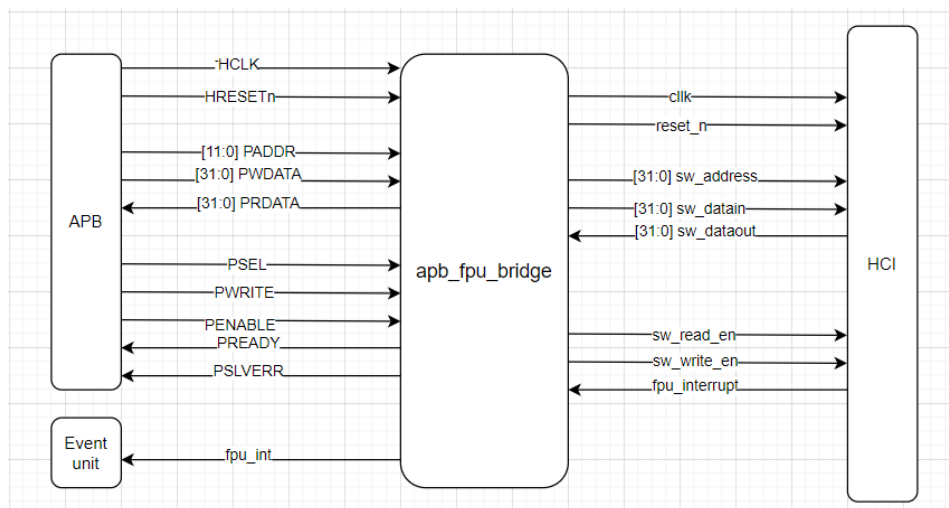 HCLK
HRESETn
[11:0] PADDR
[31:0] PWDATA
[31:0] PRDATA
APB
PSEL
PWRITE
PENABLE
PREADY
PSLVERR
Event
unit
fpu_int
apb_fpu_bridge
cllk
reset_n
[31:0] sw_address
[31:0] sw_datain
[31:0] sw_dataout
HCI
sw_read_en
sw_write_en
fpu_interrupt